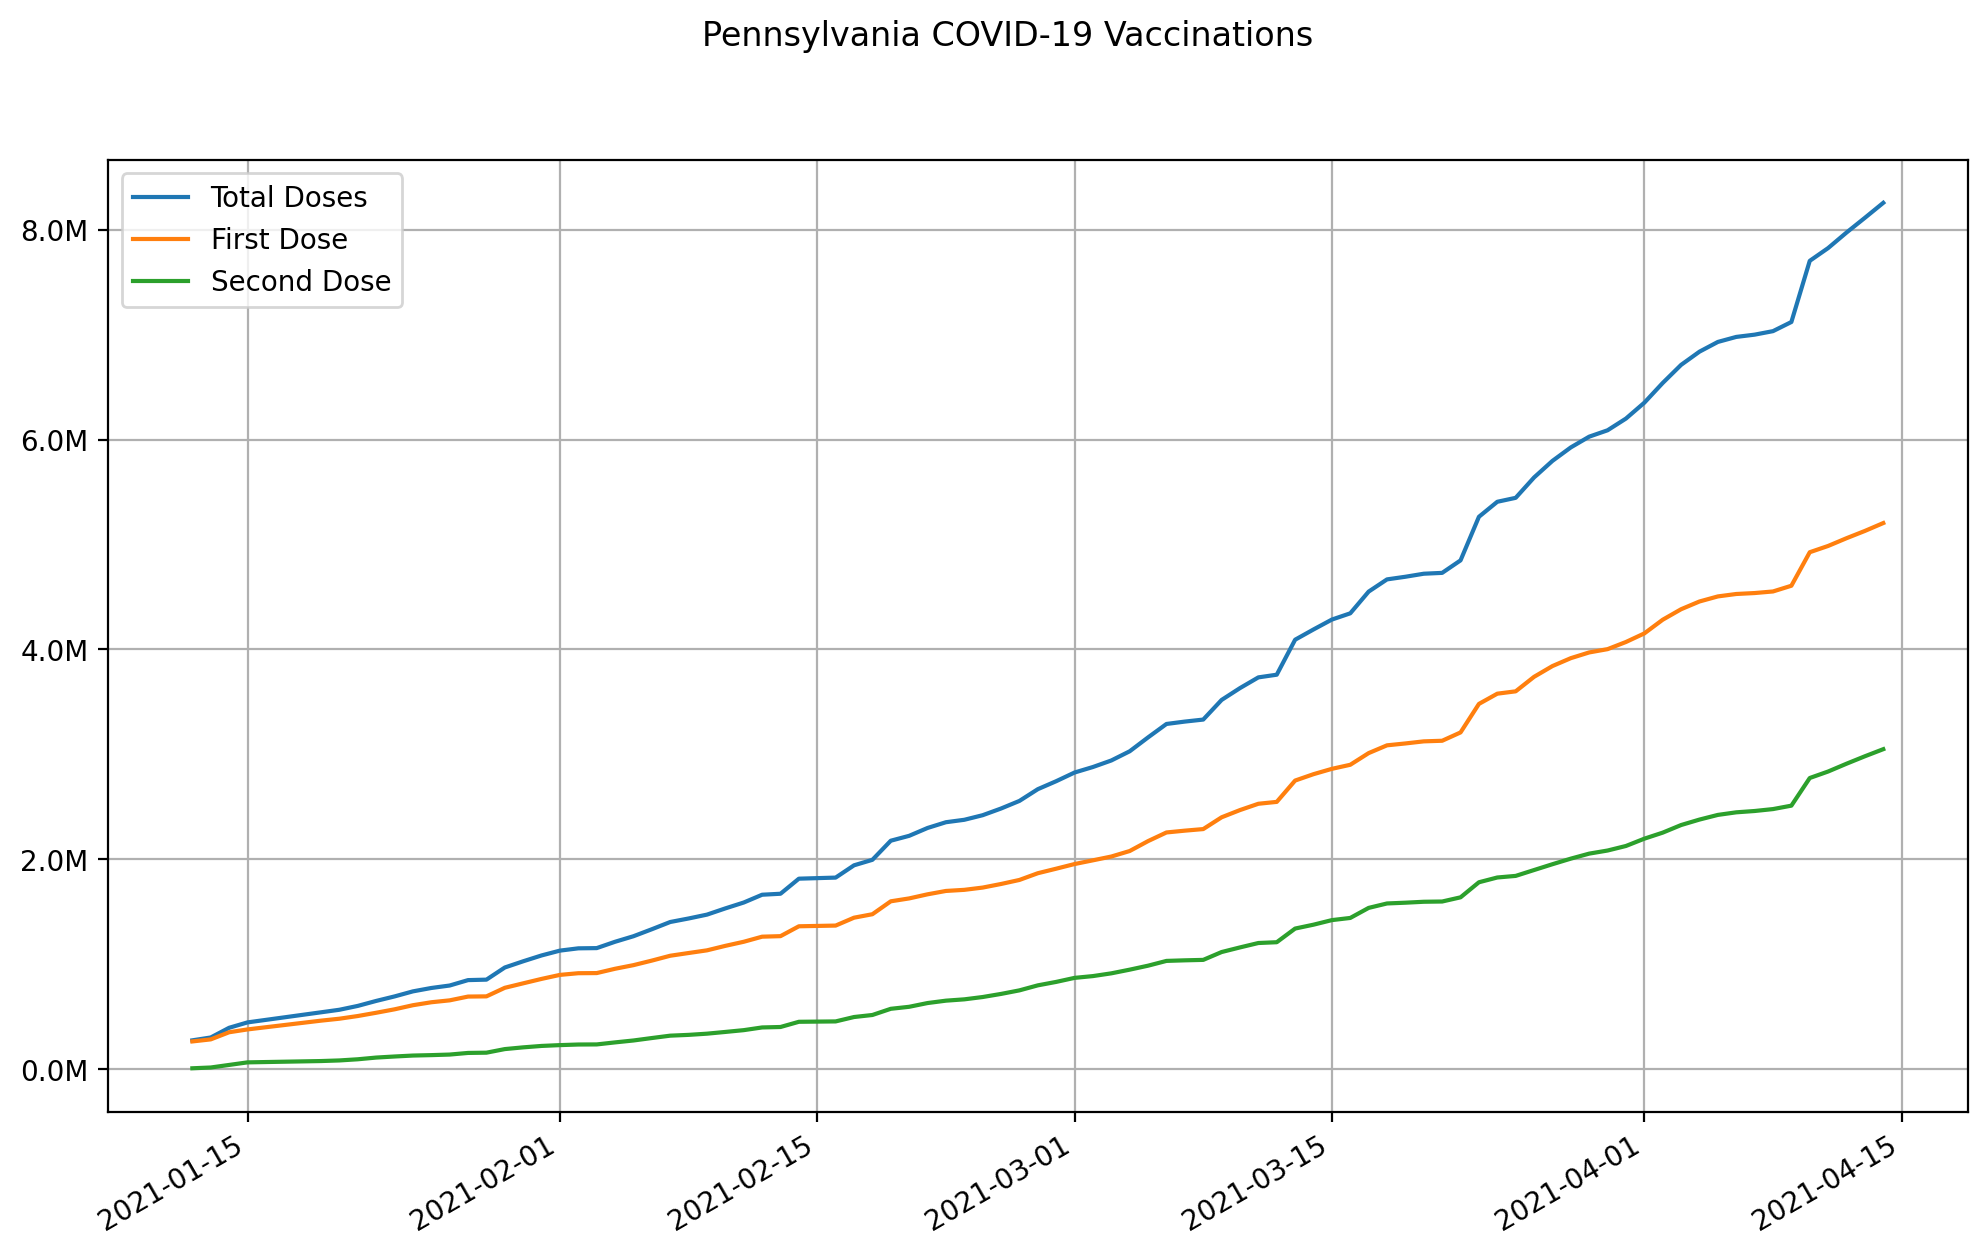 Pennsylvania COVID-19 Vaccinations
Total Doses
First Dose
Second Dose
8.0M
6.0M
4.0M
2.0M
0.0M
2021-01-15
2021-02-01
2021-02-15
2021-03-01
2021-03-15
2021-04-01
2021-04-15